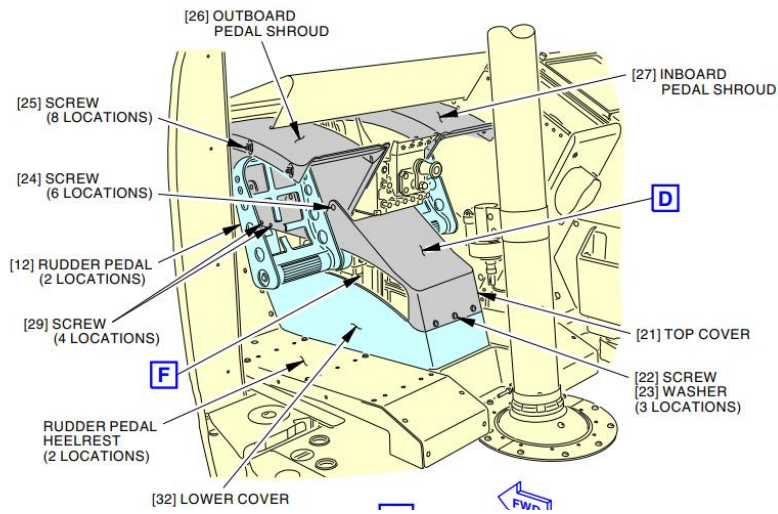 [26] OUTBOARD
PEDAL SHROUD
[27] INBOARD
PEDAL SHROUD
[25] SCREW
(8 LOCATIONS)
[24] SCREW
(6 LOCATIONS)
D
[12] RUDDER PEDAL
(2 LOCATIONS)
[29] SCREW
(4 LOCATIONS)
[21] TOP COVER
F
[22] SCREW
[23] WASHER
(3 LOCATIONS)
RUDDER PEDAL
HEELREST
(2 LOCATIONS)
[32] LOWER COVER
FWD